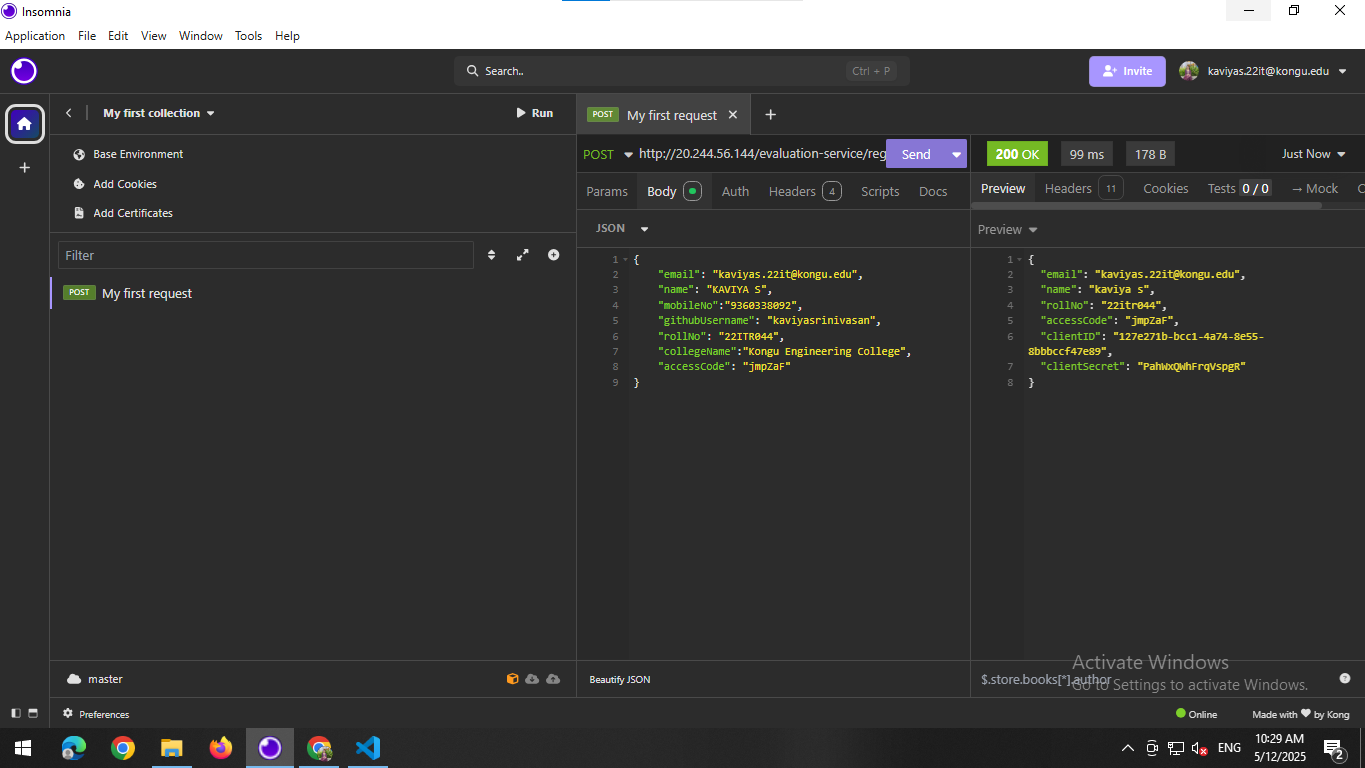 Insomnia
Application File Edit View Window Tools Help
Search.. Ctrl + P
Invite kaviyas.22it@kongu.edu
My first collection Run
POST My first request
Base Environment
Add Cookies
Add Certificates
Filter
POST My first request
POST http://20.244.56.144/evaluation-service/reg Send
Params Body Auth Headers 4 Scripts Docs
JSON
1 {
2 "email": "kaviyas.22it@kongu.edu",
3 "name": "KAVIYA S",
4 "mobileNo":"9360338092",
5 "githubUsername": "kaviyasrinivasan",
6 "rollNo": "22ITR044",
7 "collegeName":"Kongu Engineering College",
8 "accessCode": "jmpZaF"
9 }
200 OK 99 ms 178 B Just Now
Preview Headers 11 Cookies Tests 0 / 0 → Mock C
Preview
1 {
2 "email": "kaviyas.22it@kongu.edu",
3 "name": "kaviya s",
4 "rollNo": "22itr044",
5 "accessCode": "jmpZaF",
6 "clientID": "127e271b-bcc1-4a74-8e55-
8bbbccf47e89",
7 "clientSecret": "PahWxQWhFrqVspgR"
8 }
master
Beautify JSON
$.store.books[*].author
Activate Windows
Go to Settings to activate Windows.
Preferences
Online Made with by Kong
ENG
10:29 AM
5/12/2025
2